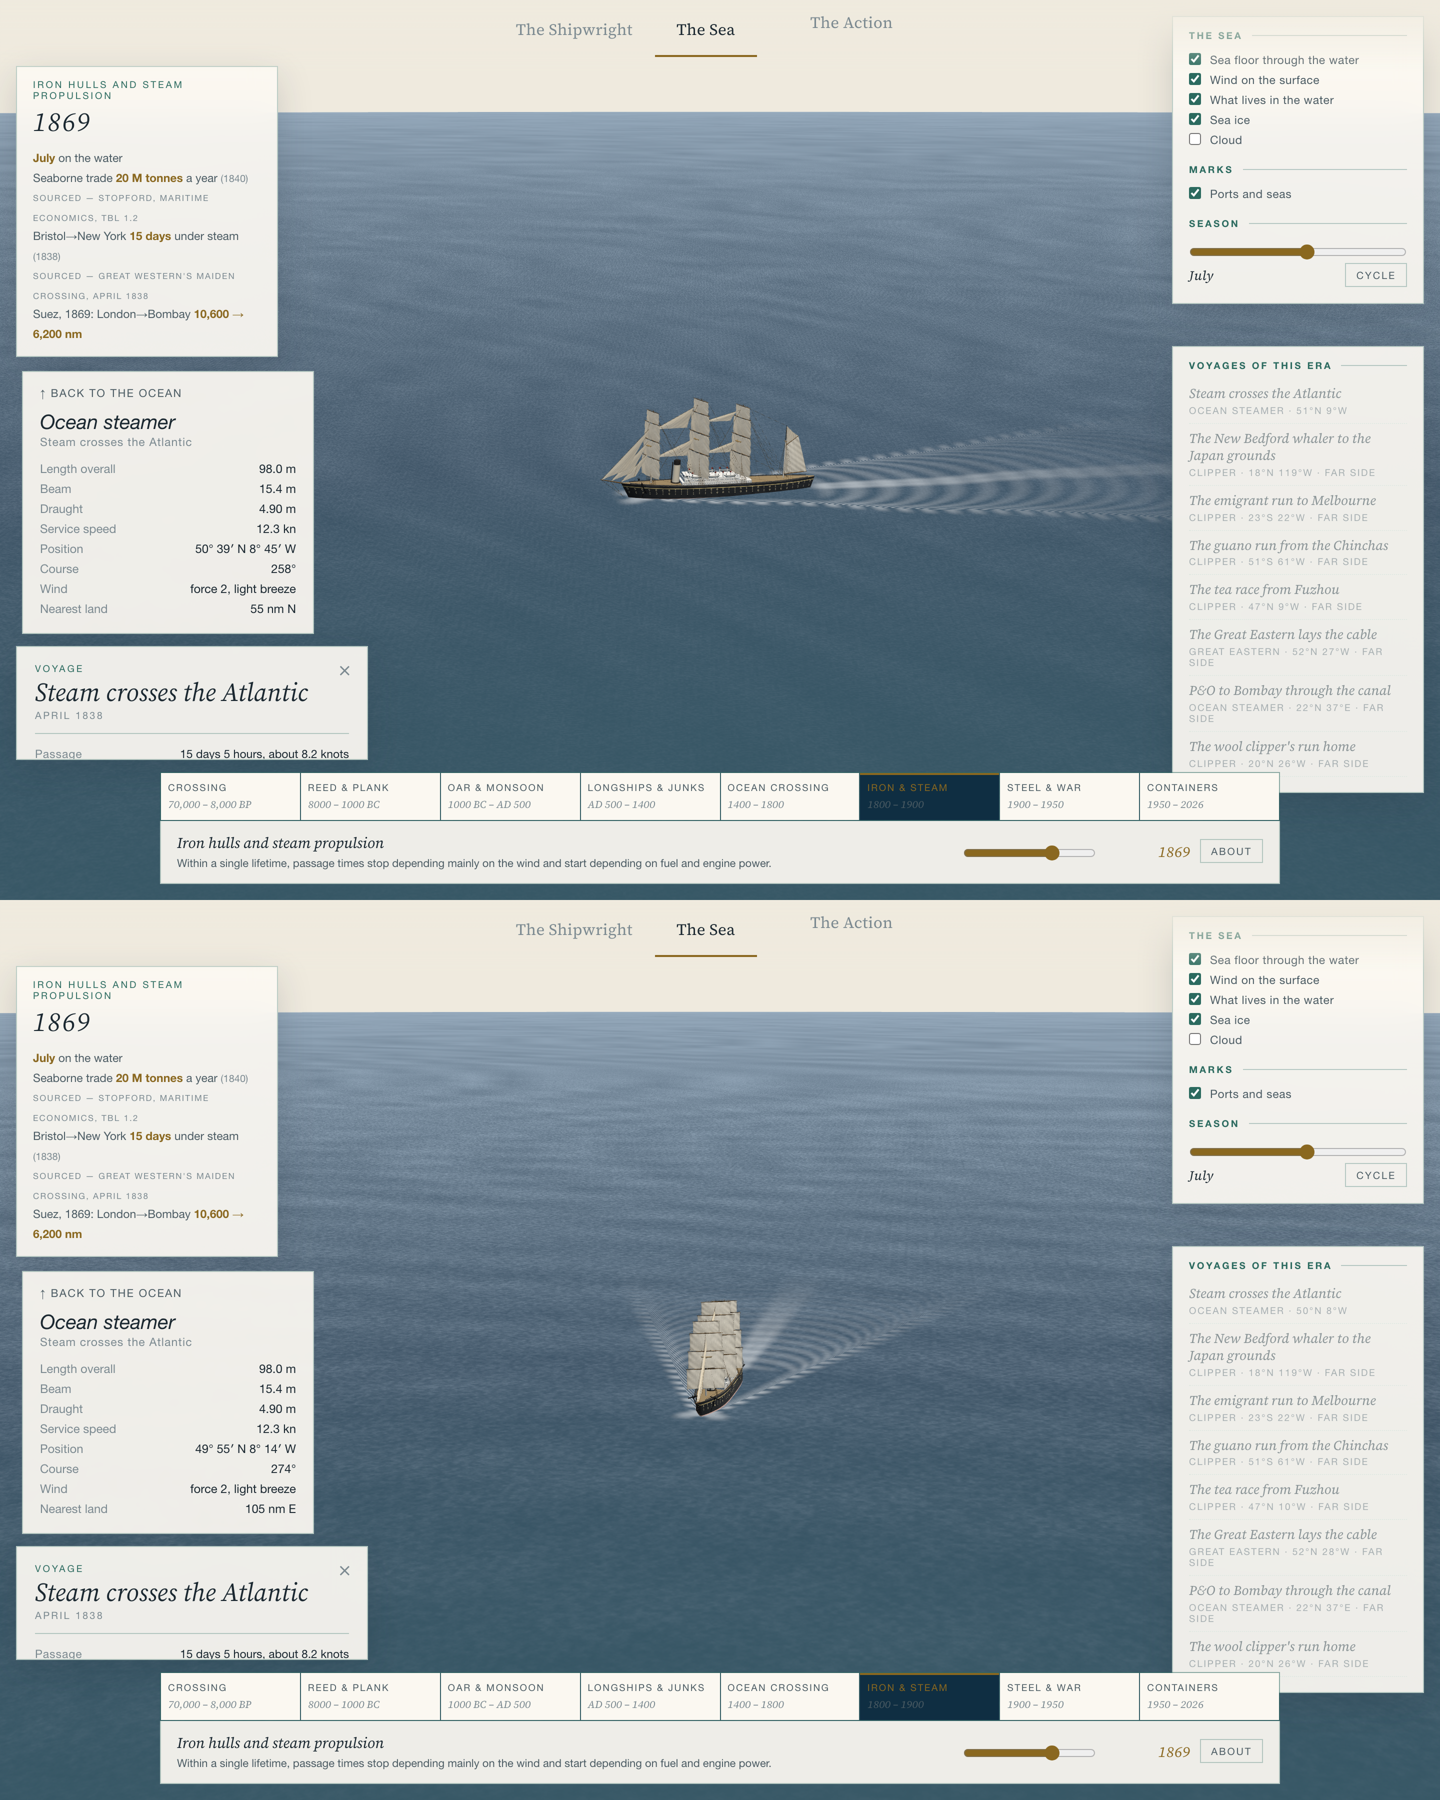 The Shipwright
The Sea
The Action
IRON HULLS AND STEAM
PROPULSION
1869
July on the water
Seaborne trade 20 M tonnes a year (1840)
SOURCED — STOPFORD, MARITIME
ECONOMICS, TBL 1.2
Bristol→New York 15 days under steam
(1838)
SOURCED — GREAT WESTERN'S MAIDEN
CROSSING, APRIL 1838
Suez, 1869: London→Bombay 10,600 →
6,200 nm
↑ BACK TO THE OCEAN
Ocean steamer
Steam crosses the Atlantic
Length overall 98.0 m
Beam 15.4 m
Draught 4.90 m
Service speed 12.3 kn
Position 50° 39′ N 8° 45′ W
Course 258°
Wind force 2, light breeze
Nearest land 55 nm N
VOYAGE
Steam crosses the Atlantic
APRIL 1838
Passage 15 days 5 hours, about 8.2 knots
THE SEA
Sea floor through the water
Wind on the surface
What lives in the water
Sea ice
Cloud
MARKS
Ports and seas
SEASON
July
CYCLE
VOYAGES OF THIS ERA
Steam crosses the Atlantic
OCEAN STEAMER · 51°N 9°W
The New Bedford whaler to the
Japan grounds
CLIPPER · 18°N 119°W · FAR SIDE
The emigrant run to Melbourne
CLIPPER · 23°S 22°W · FAR SIDE
The guano run from the Chinchas
CLIPPER · 51°S 61°W · FAR SIDE
The tea race from Fuzhou
CLIPPER · 47°N 9°W · FAR SIDE
The Great Eastern lays the cable
GREAT EASTERN · 52°N 27°W · FAR
SIDE
P&O to Bombay through the canal
OCEAN STEAMER · 22°N 37°E · FAR
SIDE
The wool clipper's run home
CLIPPER · 20°N 26°W · FAR SIDE
CROSSING
70,000 – 8,000 BP
REED & PLANK
8000 – 1000 BC
OAR & MONSOON
1000 BC – AD 500
LONGSHIPS & JUNKS
AD 500 – 1400
OCEAN CROSSING
1400 – 1800
IRON & STEAM
1800 – 1900
STEEL & WAR
1900 – 1950
CONTAINERS
1950 – 2026
Iron hulls and steam propulsion
Within a single lifetime, passage times stop depending mainly on the wind and start depending on fuel and engine power.
1869
ABOUT
The Shipwright
The Sea
The Action
IRON HULLS AND STEAM
PROPULSION
1869
July on the water
Seaborne trade 20 M tonnes a year (1840)
SOURCED — STOPFORD, MARITIME
ECONOMICS, TBL 1.2
Bristol→New York 15 days under steam
(1838)
SOURCED — GREAT WESTERN'S MAIDEN
CROSSING, APRIL 1838
Suez, 1869: London→Bombay 10,600 →
6,200 nm
↑ BACK TO THE OCEAN
Ocean steamer
Steam crosses the Atlantic
Length overall 98.0 m
Beam 15.4 m
Draught 4.90 m
Service speed 12.3 kn
Position 49° 55′ N 8° 14′ W
Course 274°
Wind force 2, light breeze
Nearest land 105 nm E
VOYAGE
Steam crosses the Atlantic
APRIL 1838
Passage 15 days 5 hours, about 8.2 knots
THE SEA
Sea floor through the water
Wind on the surface
What lives in the water
Sea ice
Cloud
MARKS
Ports and seas
SEASON
July
CYCLE
VOYAGES OF THIS ERA
Steam crosses the Atlantic
OCEAN STEAMER · 50°N 8°W
The New Bedford whaler to the
Japan grounds
CLIPPER · 18°N 119°W · FAR SIDE
The emigrant run to Melbourne
CLIPPER · 23°S 22°W · FAR SIDE
The guano run from the Chinchas
CLIPPER · 51°S 61°W · FAR SIDE
The tea race from Fuzhou
CLIPPER · 47°N 10°W · FAR SIDE
The Great Eastern lays the cable
GREAT EASTERN · 52°N 28°W · FAR
SIDE
P&O to Bombay through the canal
OCEAN STEAMER · 22°N 37°E · FAR
SIDE
The wool clipper's run home
CLIPPER · 20°N 26°W · FAR SIDE
CROSSING
70,000 – 8,000 BP
REED & PLANK
8000 – 1000 BC
OAR & MONSOON
1000 BC – AD 500
LONGSHIPS & JUNKS
AD 500 – 1400
OCEAN CROSSING
1400 – 1800
IRON & STEAM
1800 – 1900
STEEL & WAR
1900 – 1950
CONTAINERS
1950 – 2026
Iron hulls and steam propulsion
Within a single lifetime, passage times stop depending mainly on the wind and start depending on fuel and engine power.
1869
ABOUT